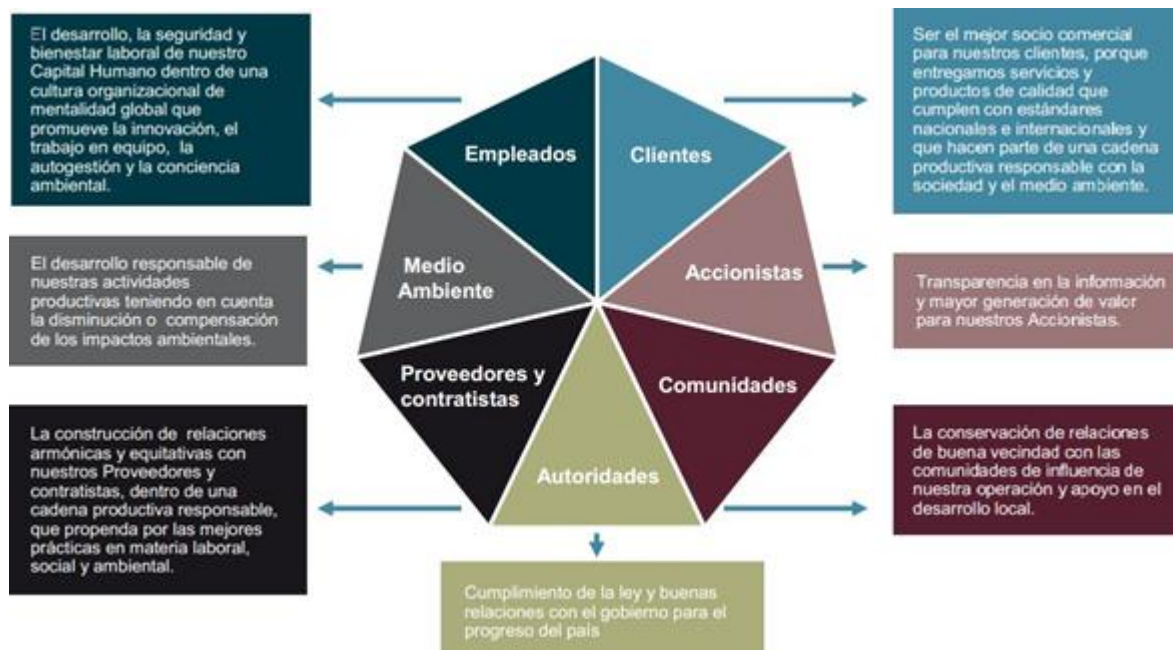 El desarrollo, la seguridad y
bienestar laboral de nuestro
Capital Humano dentro de una
cultura organizacional de
mentalidad global que
promueve la innovación, el
trabajo en equipo, la
autogestión y la conciencia
ambiental.
Ser el mejor socio comercial
para nuestros clientes, porque
entregamos servicios y
productos de calidad que
cumplen con estándares
nacionales e internacionales y
que hacen parte de una cadena
productiva responsable con la
sociedad y el medio ambiente.
Empleados
Clientes
Medio
Ambiente
Accionistas
El desarrollo responsable de
nuestras actividades
productivas teniendo en cuenta
la disminución o compensación
de los impactos ambientales.
Transparencia en la información
y mayor generación de valor
para nuestros Accionistas.
Proveedores y
contratistas
Comunidades
Autoridades
La construcción de relaciones
armónicas y equitativas con
nuestros Proveedores y
contratistas, dentro de una
cadena productiva responsable,
que propenda por las mejores
prácticas en materia laboral,
social y ambiental.
La conservación de relaciones
de buena vecindad con las
comunidades de influencia de
nuestra operación y apoyo en el
desarrollo local.
Cumplimiento de la ley y buenas
relaciones con el gobierno para el
progreso del país